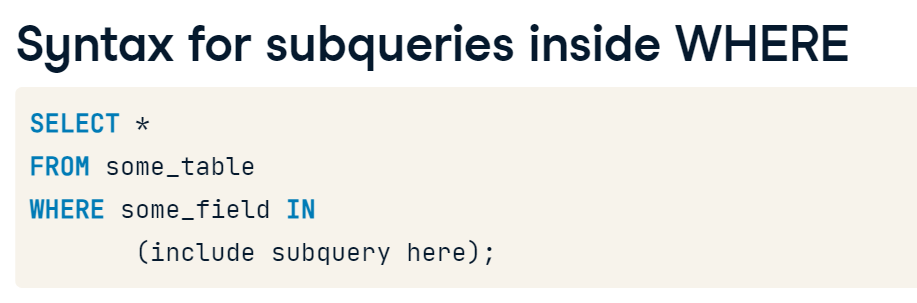 Syntax for subqueries inside WHERE
SELECT *
FROM some_table
WHERE some_field IN
(include subquery here);